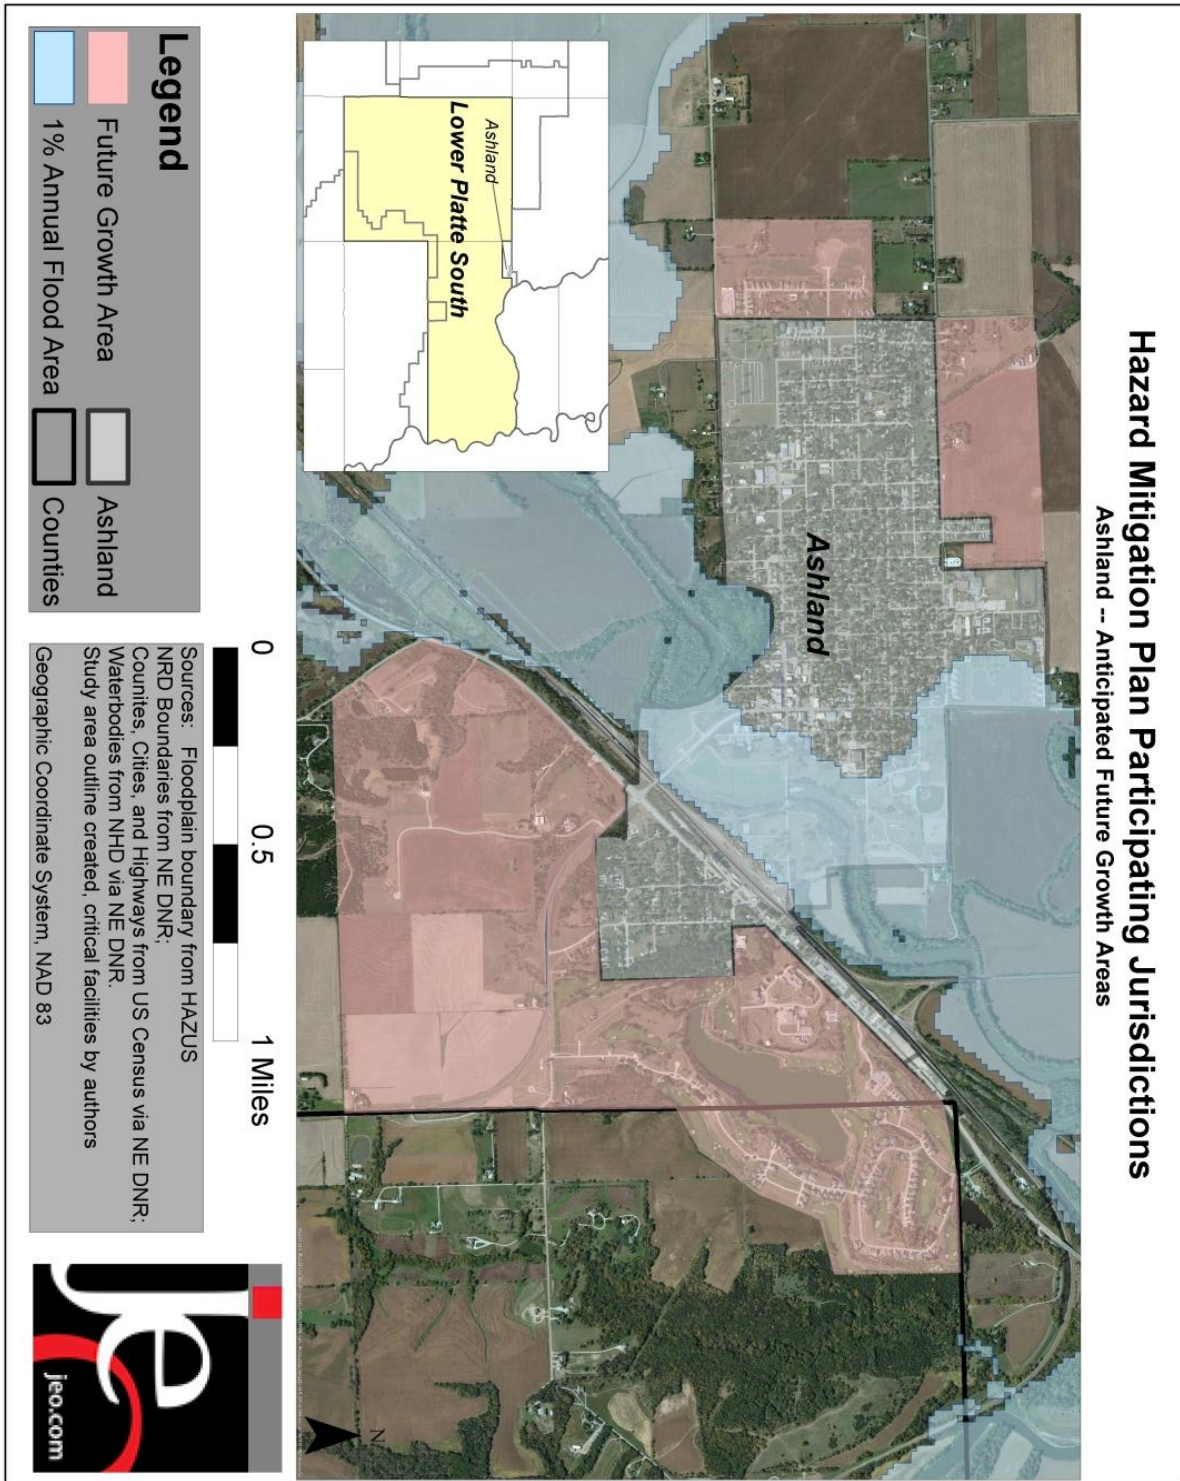 Hazard Mitigation Plan Participating Jurisdictions
Ashland -- Anticipated Future Growth Areas
Ashland
Ashland
Lower Platte South
N
Legend
Future Growth Area
1% Annual Flood Area
Ashland
Counties
0
0.5
1 Miles
Sources: Floodplain boundary from HAZUS
NRD Boundaries from NE DNR;
Counites, Cities, and Highways from US Census via NE DNR;
Waterbodies from NHD via NE DNR.
Study area outline created, critical facilities by authors
Geographic Coordinate System, NAD 83
jeo
jeo.com